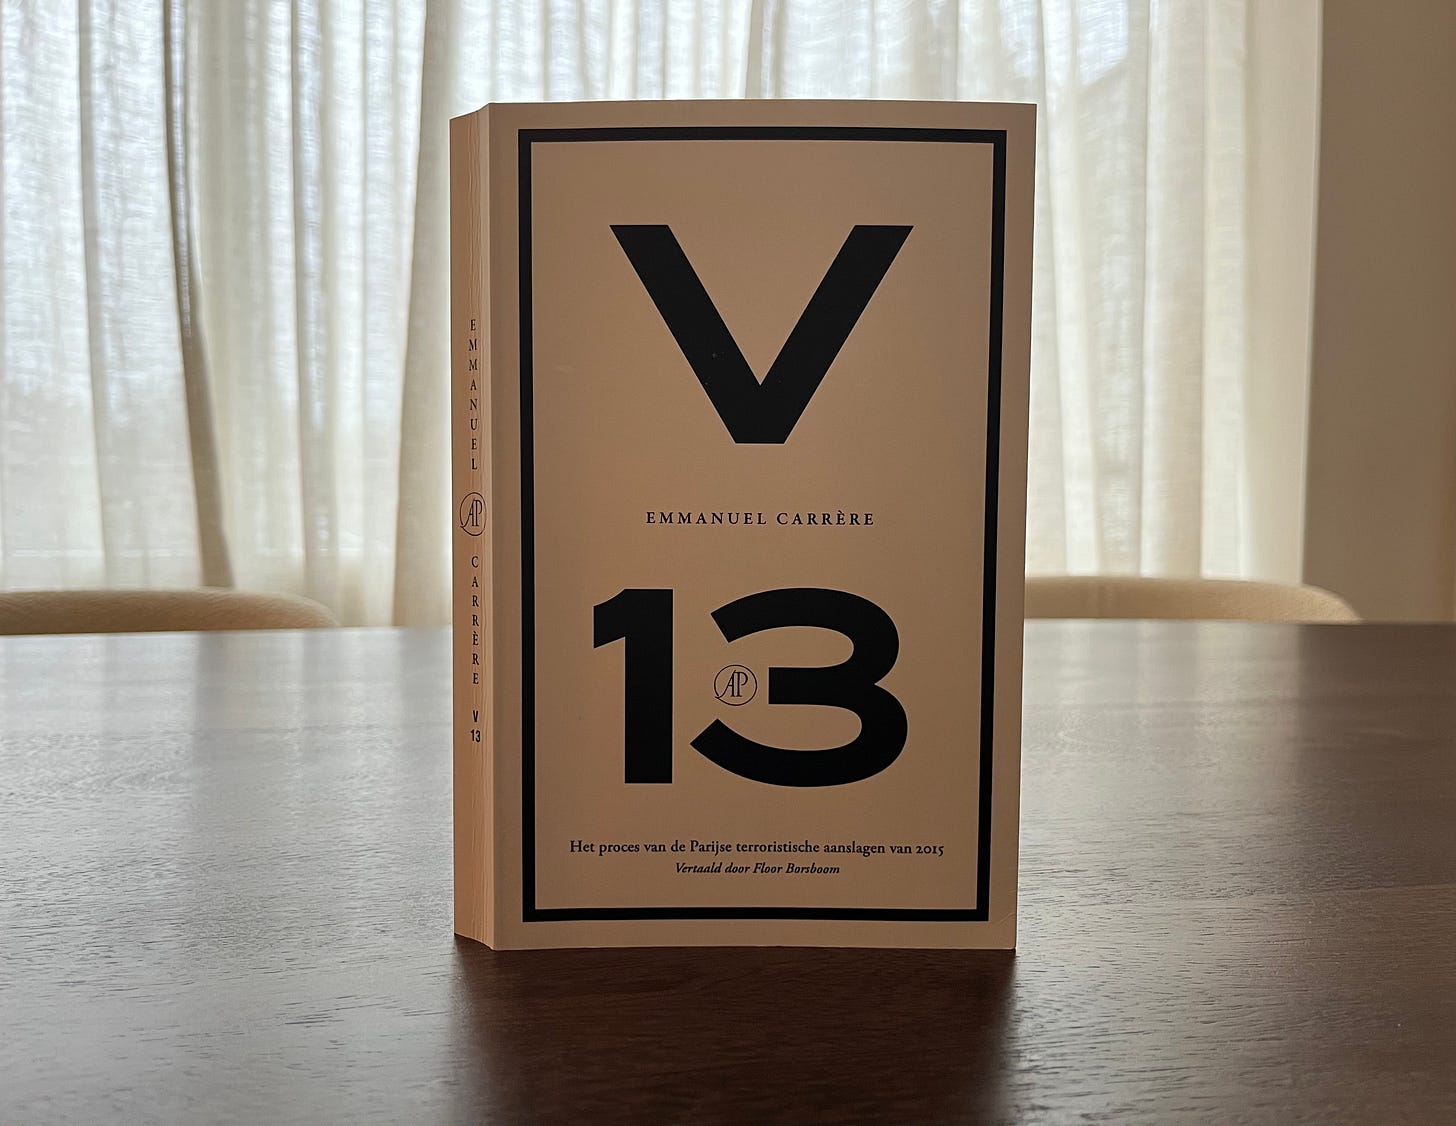 EMMANUEL
AP
CARRÈRE
V
13
V
EMMANUEL CARRÈRE
13
AP
Het proces van de Parijse terroristische aanslagen van 2015
Vertaald door Floor Borsboom